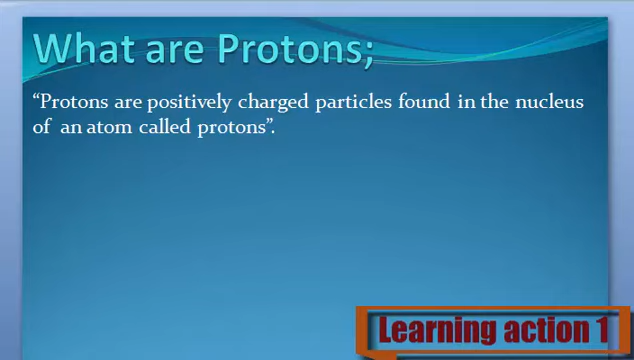 What are Protons;
“Protons are positively charged particles found in the nucleus
of an atom called protons”.
Learning action 1